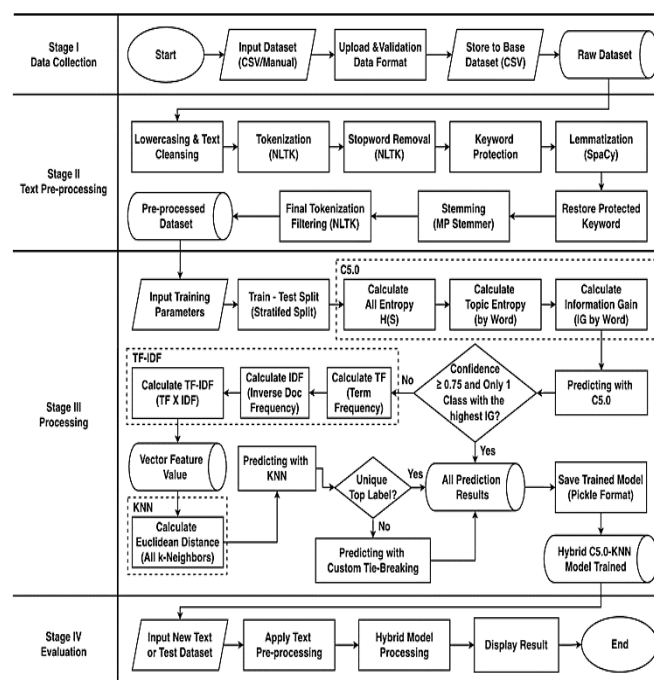 Stage I
Data Collection
Start
Input Dataset
(CSV/Manual)
Upload &Validation
Data Format
Store to Base
Dataset (CSV)
Raw Dataset
Stage II
Text Pre-processing
Lowercasing & Text
Cleansing
Tokenization
(NLTK)
Stopword Removal
(NLTK)
Keyword
Protection
Lemmatization
(SpaCy)
Pre-processed
Dataset
Final Tokenization
Filtering (NLTK)
Stemming
(MP Stemmer)
Restore Protected
Keyword
Stage III
Processing
Input Training
Parameters
Train - Test Split
(Stratifed Split)
C5.0
Calculate
All Entropy
H(S)
Calculate
Topic Entropy
(by Word)
Calculate
Information Gain
(IG by Word)
TF-IDF
Calculate TF-IDF
(TF X IDF)
Calculate IDF
(Inverse Doc
Frequency)
Calculate TF
(Term
Frequency)
No
Confidence
≥ 0.75 and Only 1
Class with the
highest IG?
Predicting with
C5.0
Yes
Vector Feature
Value
KNN
Calculate
Euclidean Distance
(All k-Neighbors)
Predicting with
KNN
Unique
Top Label?
Yes
No
Predicting with
Custom Tie-Breaking
All Prediction
Results
Save Trained Model
(Pickle Format)
Hybrid C5.0-KNN
Model Trained
Stage IV
Evaluation
Input New Text
or Test Dataset
Apply Text
Pre-processing
Hybrid Model
Processing
Display Result
End